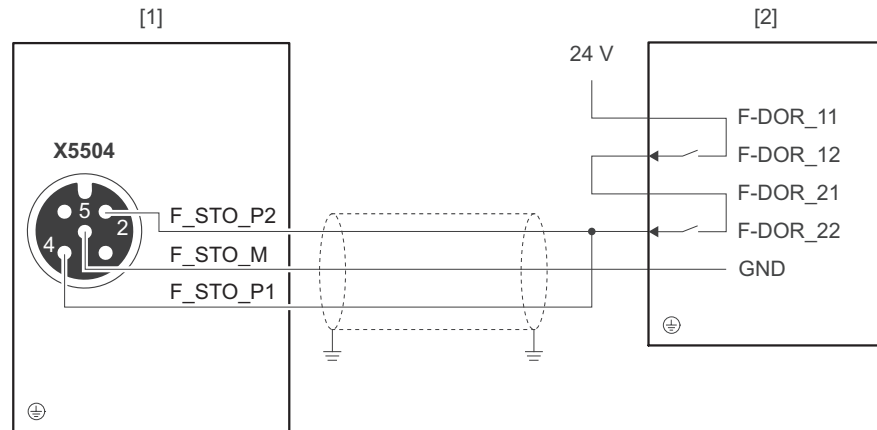 [1]
[2]
24 V
F-DOR_11
X5504
F-DOR_12
F-DOR_21
5
F_STO_P2
2
F-DOR_22
4
F_STO_M
GND
F_STO_P1